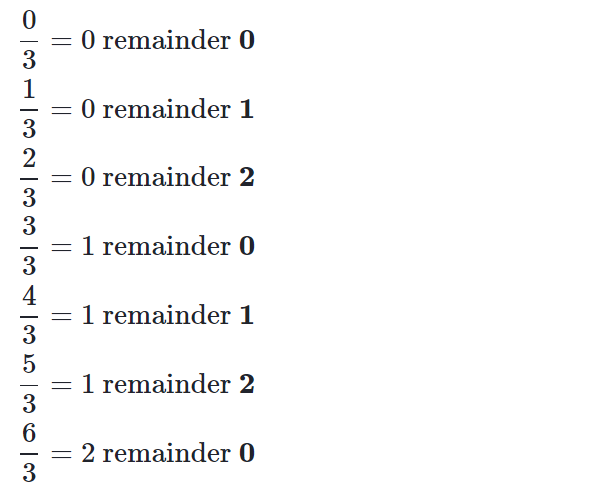 0/3 = 0 remainder 0
1/3 = 0 remainder 1
2/3 = 0 remainder 2
3/3 = 1 remainder 0
4/3 = 1 remainder 1
5/3 = 1 remainder 2
6/3 = 2 remainder 0